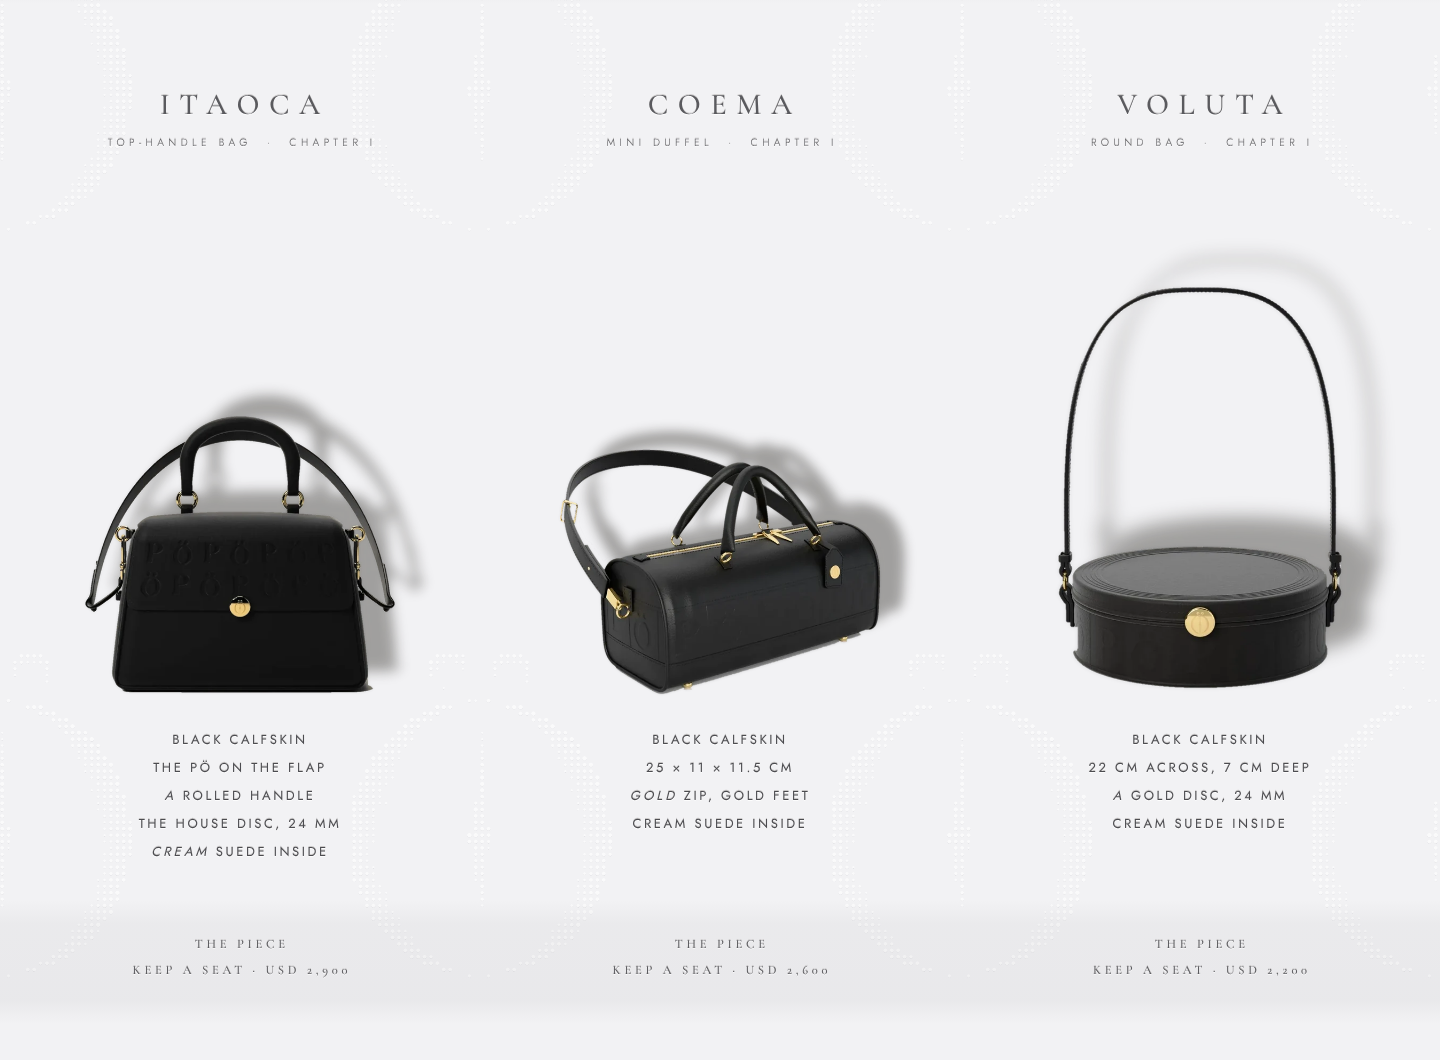 ITAOCA
TOP-HANDLE BAG · CHAPTER I
BLACK CALFSKIN
THE PÖ ON THE FLAP
A ROLLED HANDLE
THE HOUSE DISC, 24 MM
CREAM SUEDE INSIDE
THE PIECE
KEEP A SEAT · USD 2,900
COEMA
MINI DUFFEL · CHAPTER I
BLACK CALFSKIN
25 × 11 × 11.5 CM
GOLD ZIP, GOLD FEET
CREAM SUEDE INSIDE
THE PIECE
KEEP A SEAT · USD 2,600
VOLUTA
ROUND BAG · CHAPTER I
BLACK CALFSKIN
22 CM ACROSS, 7 CM DEEP
A GOLD DISC, 24 MM
CREAM SUEDE INSIDE
THE PIECE
KEEP A SEAT · USD 2,200